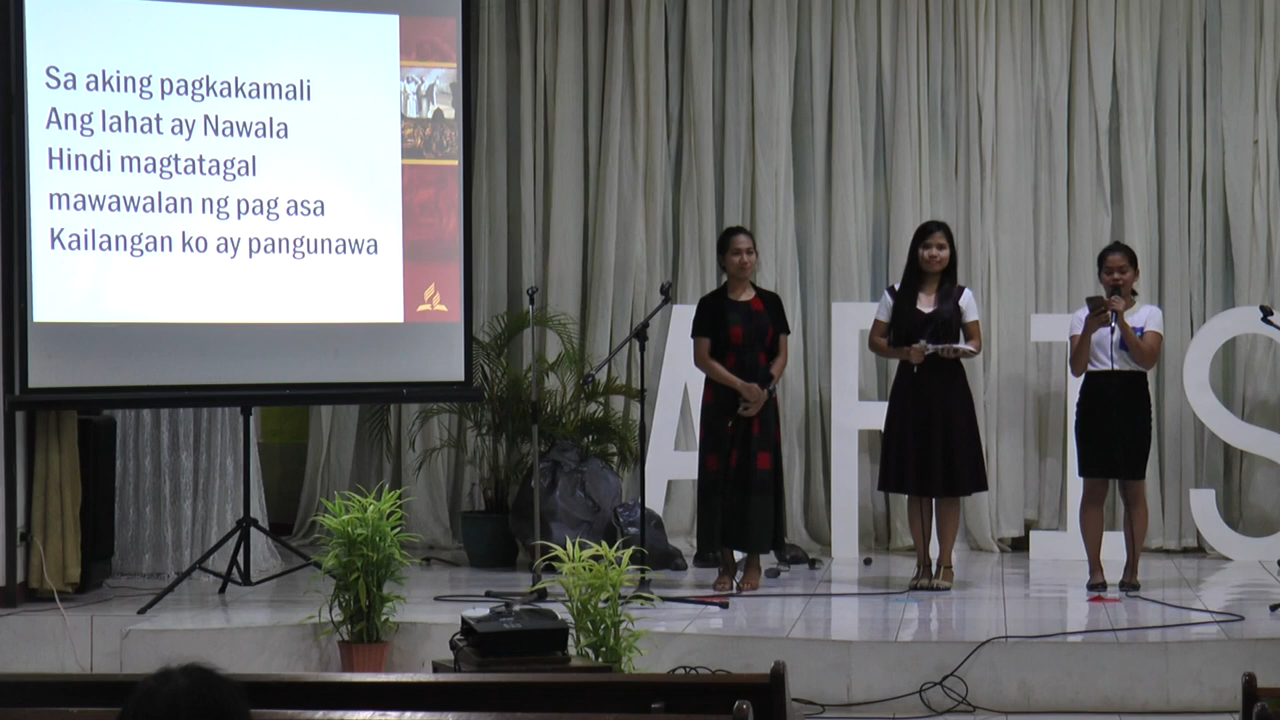 Sa aking pagkakamali
Ang lahat ay Nawala
Hindi magtatagal
mawawalan ng pag asa
Kailangan ko ay pangunawa
A F I S